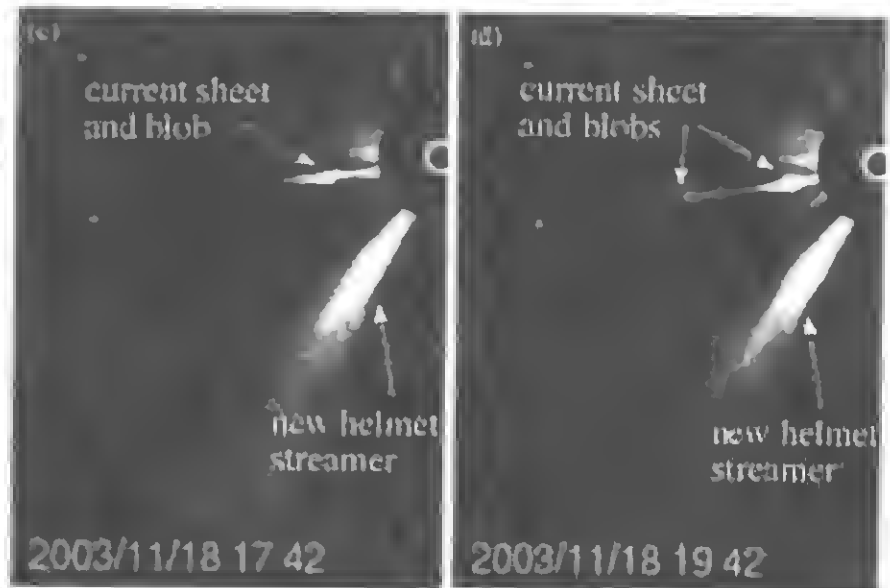 (c)
current sheet
and blob
new helmet
streamer
2003/11/18 17 42
(d)
current sheet
and blobs
new helmet
streamer
2003/11/18 19 42